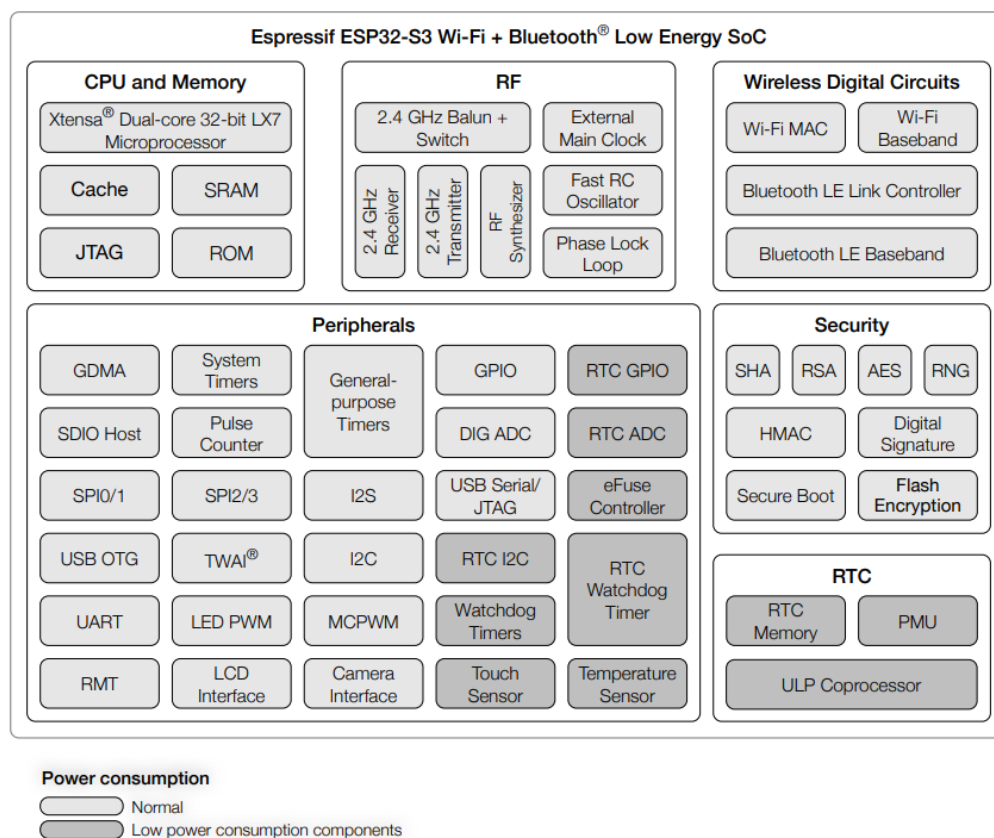 Espressif ESP32-S3 Wi-Fi + Bluetooth® Low Energy SoC
CPU and Memory
Xtensa® Dual-core 32-bit LX7
Microprocessor
Cache
SRAM
JTAG
ROM
RF
2.4 GHz Balun +
Switch
External
Main Clock
2.4 GHz
Receiver
2.4 GHz
Transmitter
RF
Synthesizer
Fast RC
Oscillator
Phase Lock
Loop
Wireless Digital Circuits
Wi-Fi MAC
Wi-Fi
Baseband
Bluetooth LE Link Controller
Bluetooth LE Baseband
Peripherals
GDMA
System
Timers
General-
purpose
Timers
GPIO
RTC GPIO
SDIO Host
Pulse
Counter
DIG ADC
RTC ADC
SPI0/1
SPI2/3
I2S
USB Serial/
JTAG
eFuse
Controller
USB OTG
TWAI®
I2C
RTC I2C
RTC
Watchdog
Timer
UART
LED PWM
MCPWM
Watchdog
Timers
RMT
LCD
Interface
Camera
Interface
Touch
Sensor
Temperature
Sensor
Security
SHA
RSA
AES
RNG
HMAC
Digital
Signature
Secure Boot
Flash
Encryption
RTC
RTC
Memory
PMU
ULP Coprocessor
Power consumption
Normal
Low power consumption components